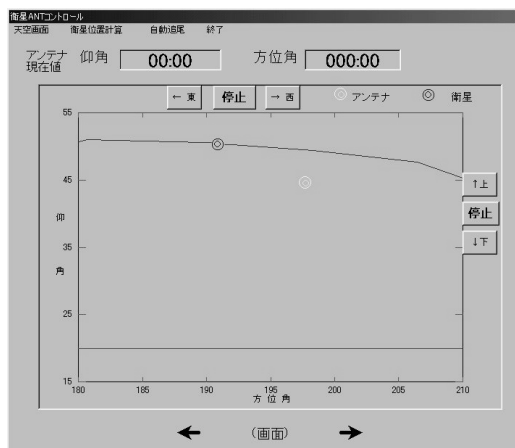 衛星ANTコントロール
天空画面 衛星位置計算 自動追尾 終了
アンテナ現在値 仰角 00:00 方位角 000:00
← 東 停止 → 西 ◎ アンテナ ◎ 衛星
55
45
35
25
15
仰角
↑上
停止
↓下
180 185 190 195 200 205 210
方位角
← (画面) →